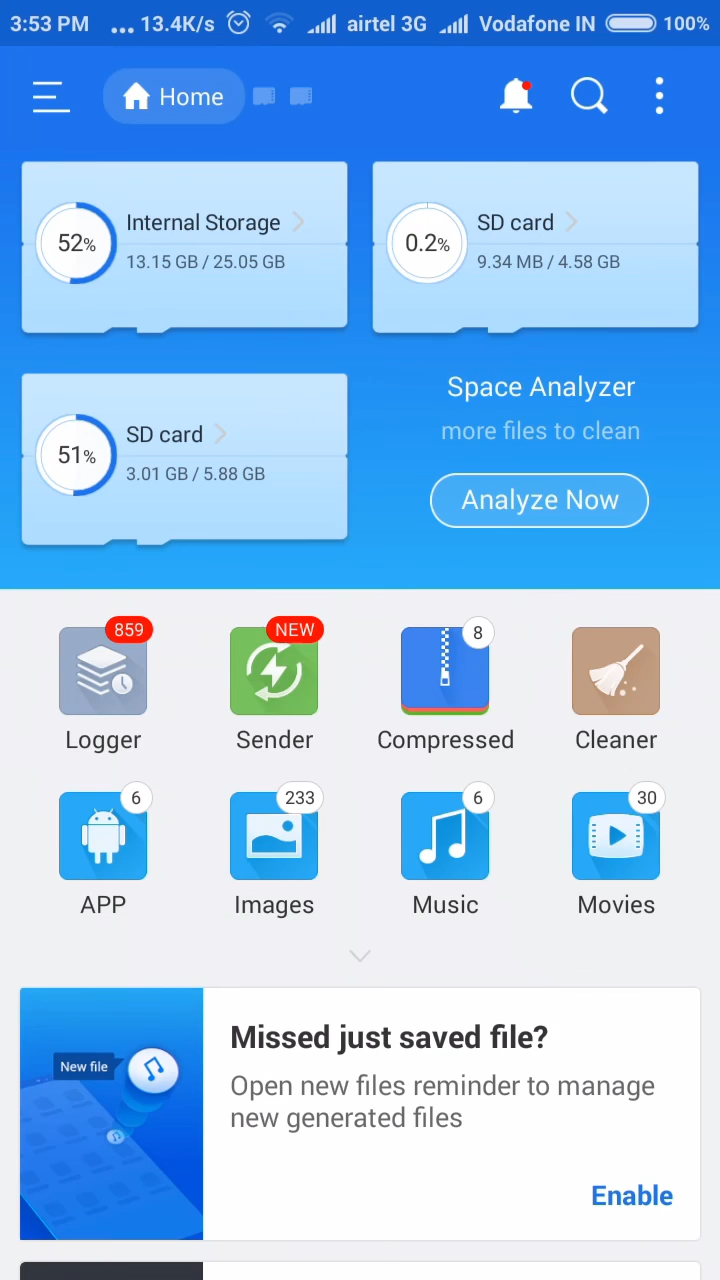 3:53 PM ... 13.4K/s airtel 3G Vodafone IN 100%
Home
Internal Storage
52%
13.15 GB / 25.05 GB
SD card
0.2%
9.34 MB / 4.58 GB
SD card
51%
3.01 GB / 5.88 GB
Space Analyzer
more files to clean
Analyze Now
859
NEW
8
Logger
Sender
Compressed
Cleaner
6
233
6
30
APP
Images
Music
Movies
New file
Missed just saved file?
Open new files reminder to manage
new generated files
Enable